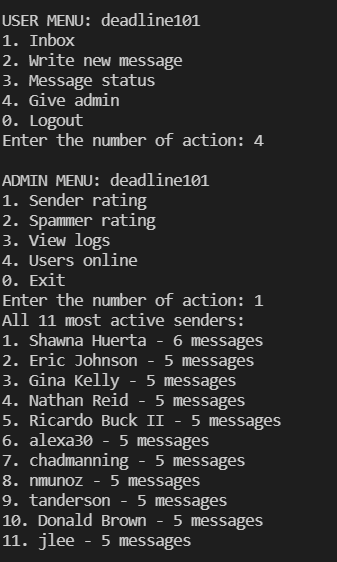 USER MENU: deadline101
1. Inbox
2. Write new message
3. Message status
4. Give admin
0. Logout
Enter the number of action: 4

ADMIN MENU: deadline101
1. Sender rating
2. Spammer rating
3. View logs
4. Users online
0. Exit
Enter the number of action: 1
All 11 most active senders:
1. Shawna Huerta - 6 messages
2. Eric Johnson - 5 messages
3. Gina Kelly - 5 messages
4. Nathan Reid - 5 messages
5. Ricardo Buck II - 5 messages
6. alexa30 - 5 messages
7. chadmanning - 5 messages
8. nmunoz - 5 messages
9. tanderson - 5 messages
10. Donald Brown - 5 messages
11. jlee - 5 messages